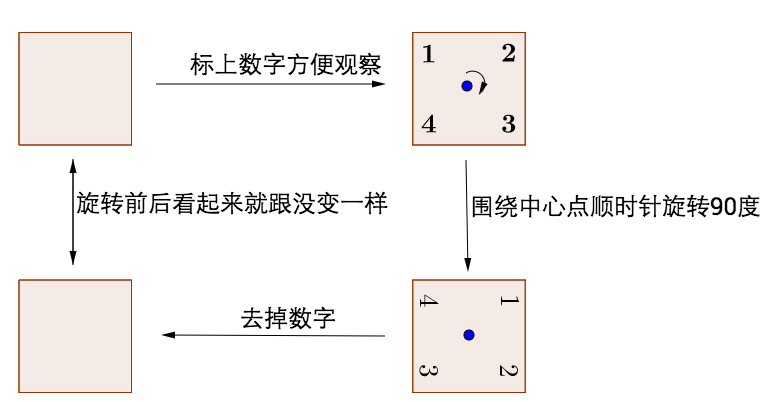 标上数字方便观察
1 2
4 3
旋转前后看起来就跟没变一样
围绕中心点顺时针旋转90度
去掉数字
4 1
3 2